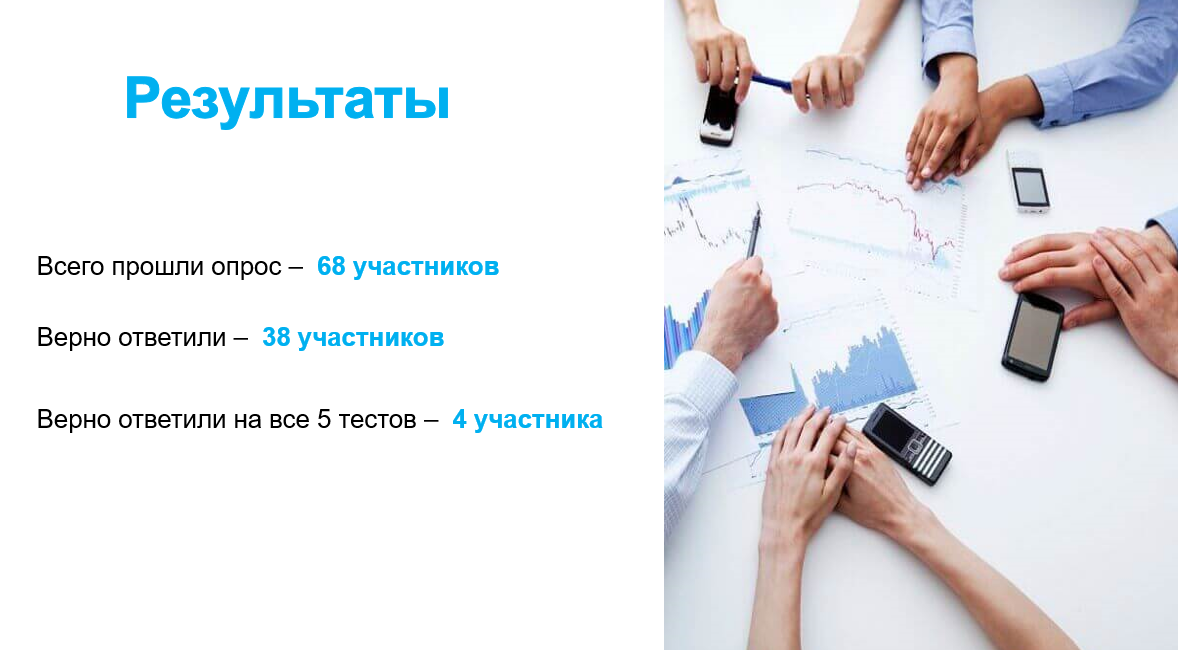 Результаты
Всего прошли опрос – 68 участников
Верно ответили – 38 участников
Верно ответили на все 5 тестов – 4 участника